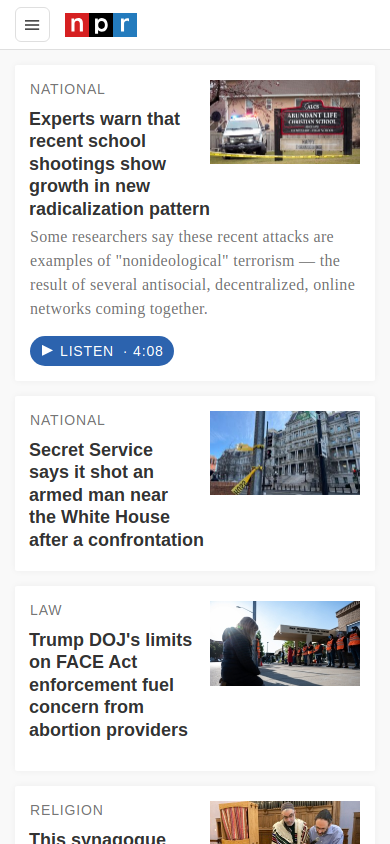 npr
NATIONAL
Experts warn that
recent school
shootings show
growth in new
radicalization pattern
ALCS
ABUNDANT LIFE
CHRISTIAN SCHOOL
Some researchers say these recent attacks are
examples of "nonideological" terrorism — the
result of several antisocial, decentralized, online
networks coming together.
LISTEN · 4:08
NATIONAL
Secret Service
says it shot an
armed man near
the White House
after a confrontation
LAW
Trump DOJ's limits
on FACE Act
enforcement fuel
concern from
abortion providers
RELIGION
This synagogue